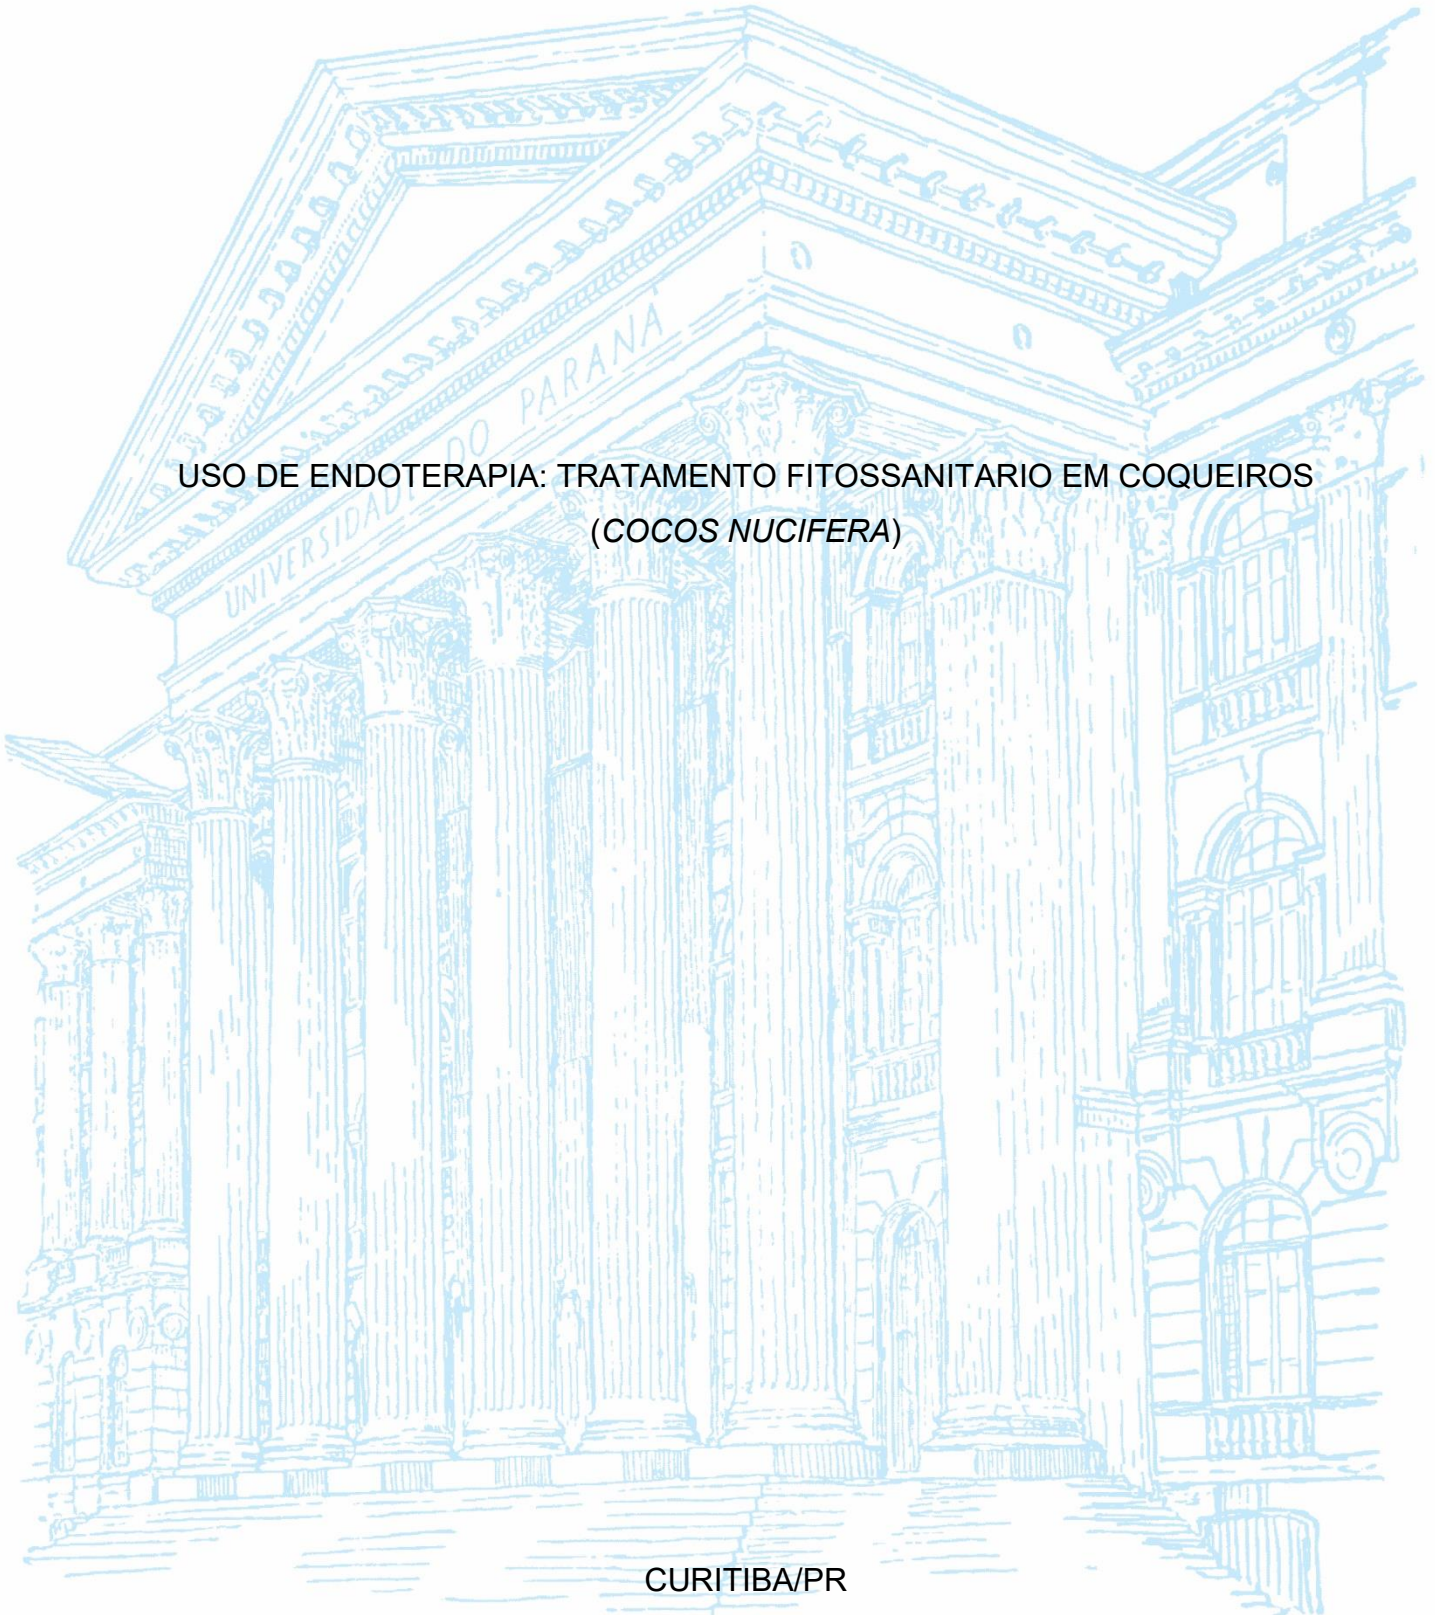 UNIVERSIDADE DO PARANÁ
USO DE ENDOTERAPIA: TRATAMENTO FITOSSANITARIO EM COQUEIROS
(COCOS NUCIFERA)
CURITIBA/PR